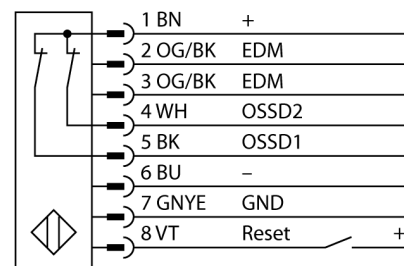 1 BN +
2 OG/BK EDM
3 OG/BK EDM
4 WH OSSD2
5 BK OSSD1
6 BU –
7 GNYE GND
8 VT Reset +